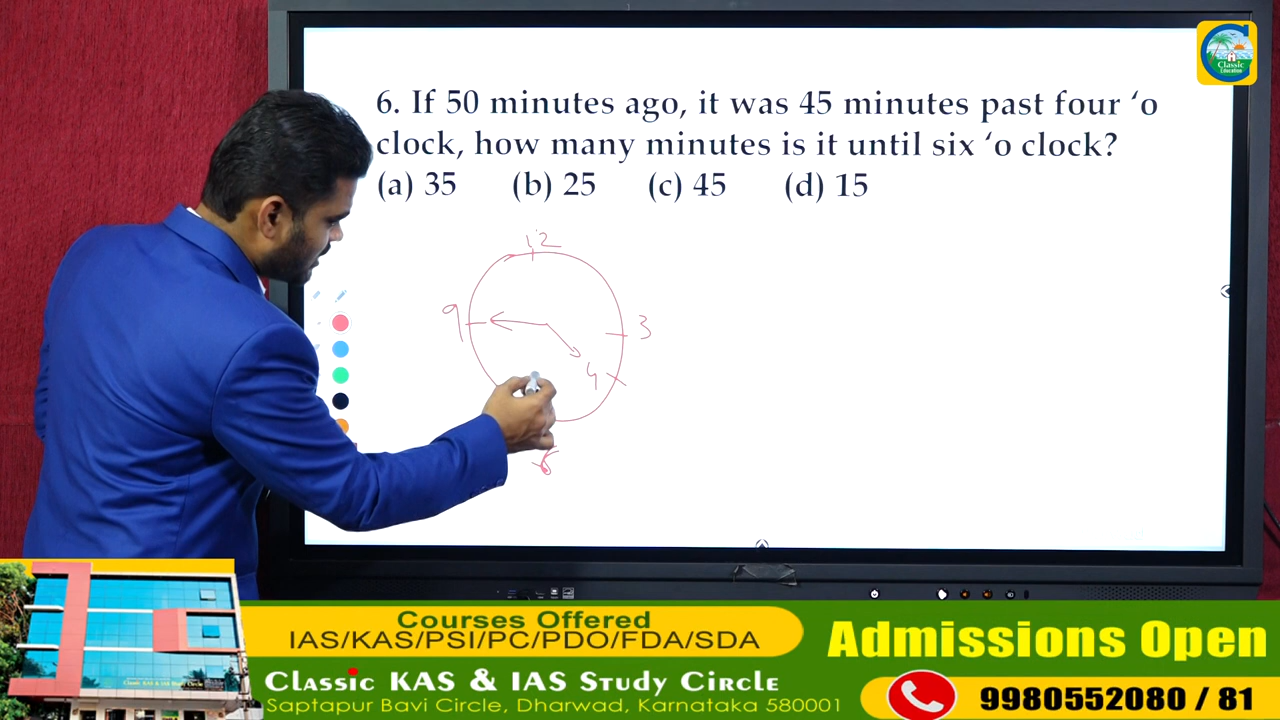 Classic
Education
6. If 50 minutes ago, it was 45 minutes past four ‘o
clock, how many minutes is it until six ‘o clock?
(a) 35 (b) 25 (c) 45 (d) 15
12
9
3
4
6
Courses Offered
IAS/KAS/PSI/PC/PDO/FDA/SDA
Classic KAS & IAS Study Circle
Saptapur Bavi Circle, Dharwad, Karnataka 580001
Admissions Open
9980552080 / 81